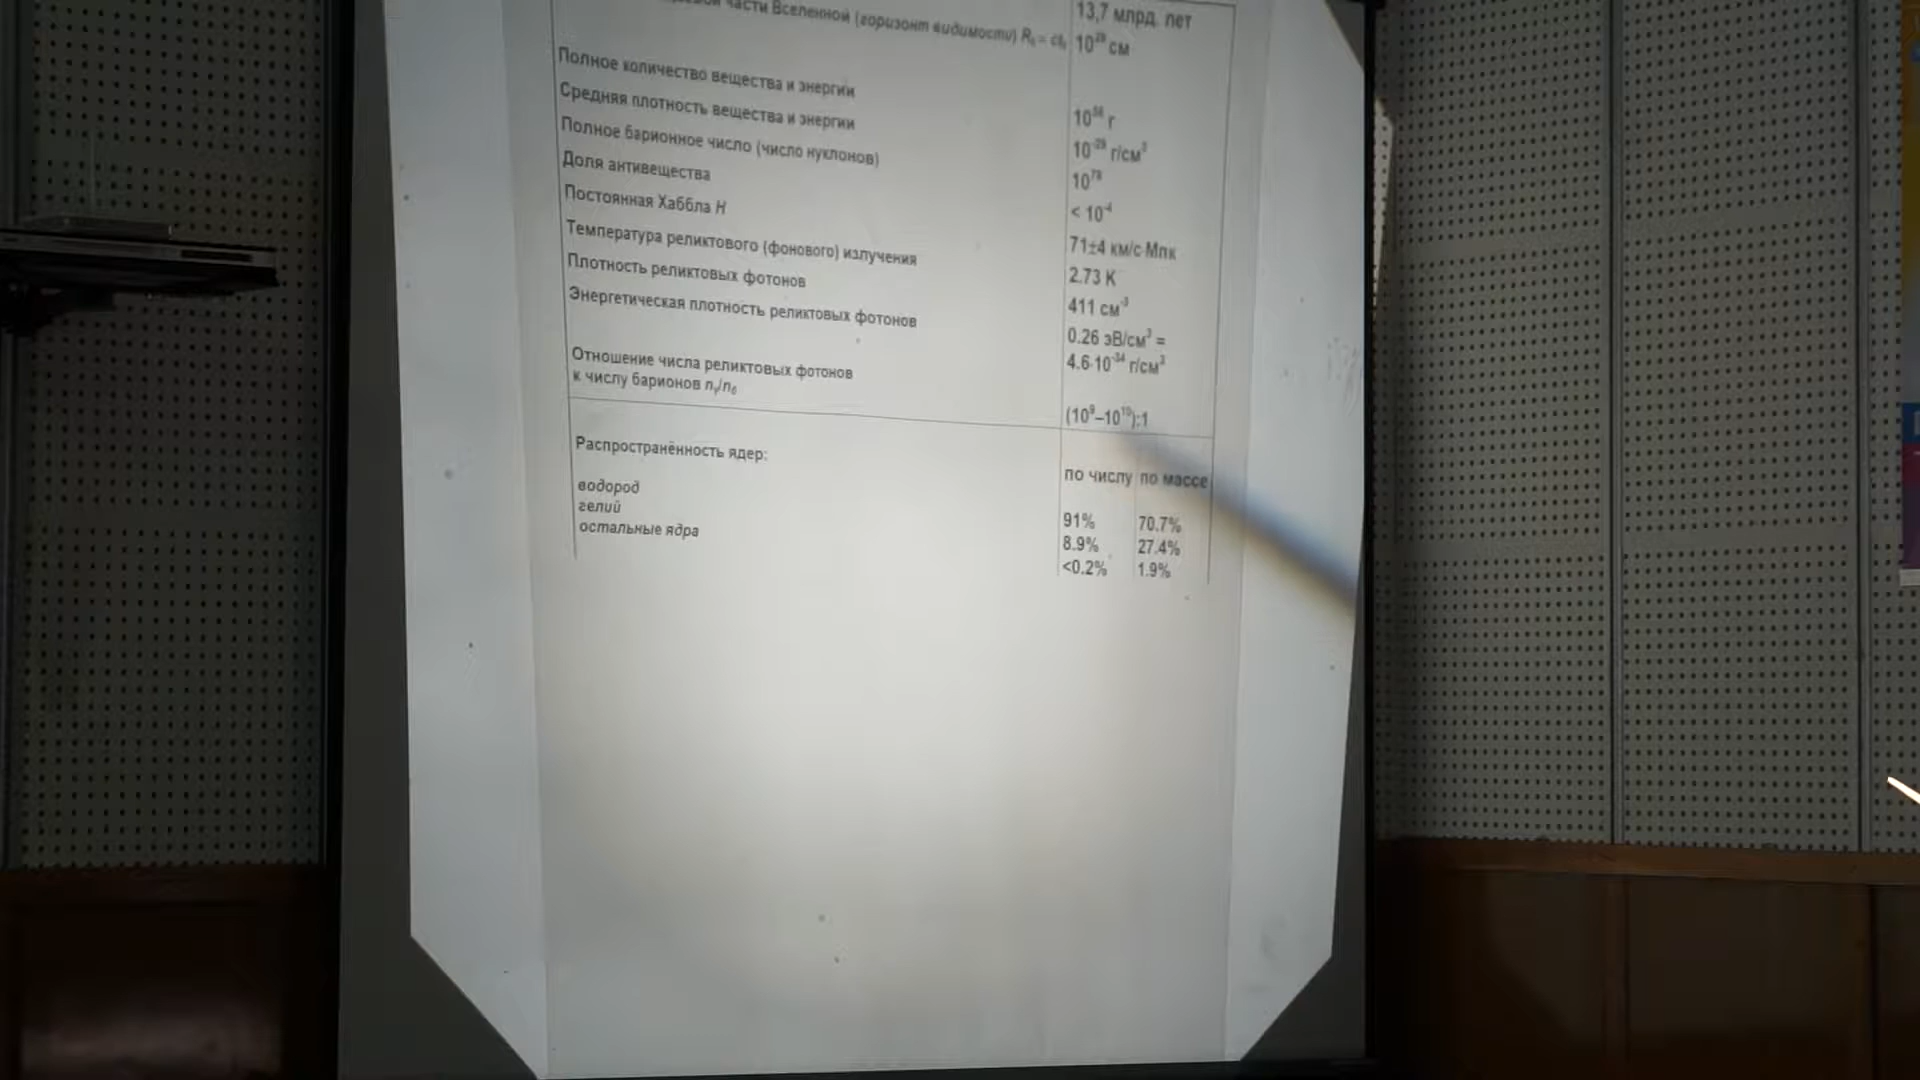 13,7 млрд. лет
части Вселенной (горизонт видимости) R₀ = ct₀ 10²⁸ см
Полное количество вещества и энергии 10⁵⁶ г
Средняя плотность вещества и энергии 10⁻²⁹ г/см³
Полное барионное число (число нуклонов) 10⁷⁸
Доля антивещества < 10⁻⁴
Постоянная Хаббла H 71±4 км/с·Мпк
Температура реликтового (фонового) излучения 2.73 К
Плотность реликтовых фотонов 411 см⁻³
Энергетическая плотность реликтовых фотонов 0.26 эВ/см³ =
4.6·10⁻³⁴ г/см³
Отношение числа реликтовых фотонов
к числу барионов nᵧ/nб (10⁹–10¹⁰):1
Распространённость ядер: по числу по массе
водород 91% 70.7%
гелий 8.9% 27.4%
остальные ядра <0.2% 1.9%